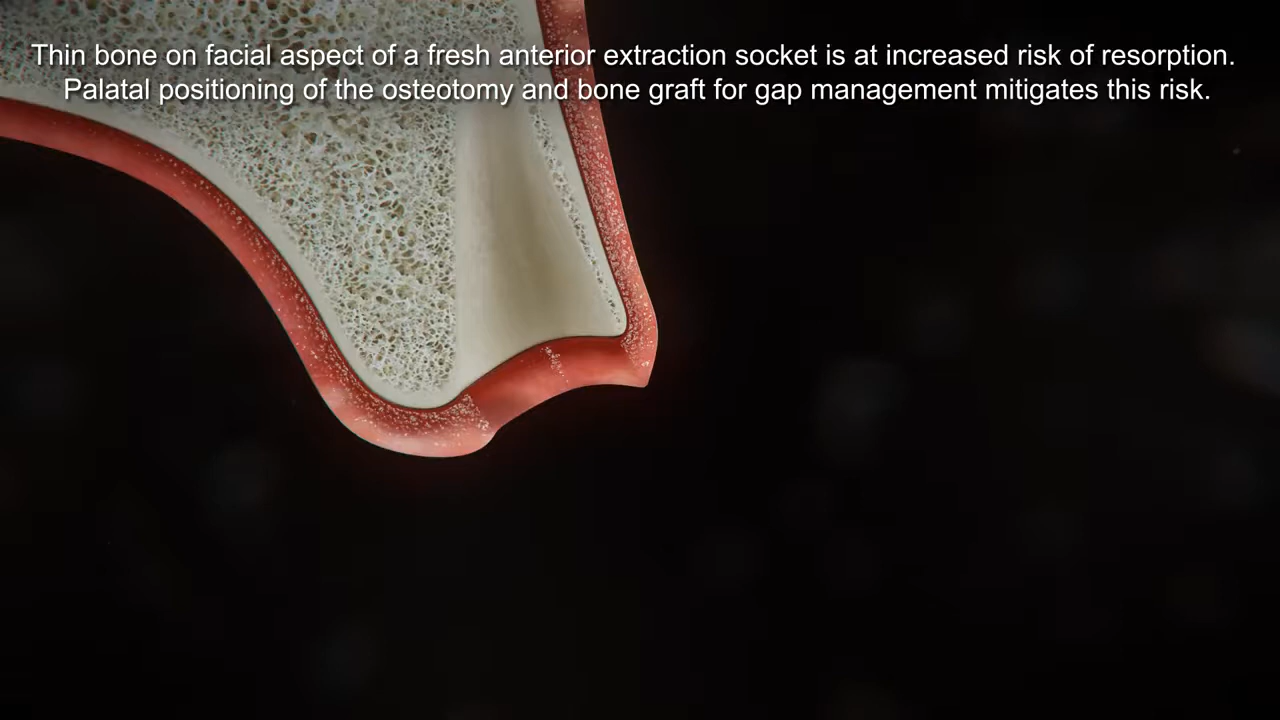 Thin bone on facial aspect of a fresh anterior extraction socket is at increased risk of resorption.
Palatal positioning of the osteotomy and bone graft for gap management mitigates this risk.